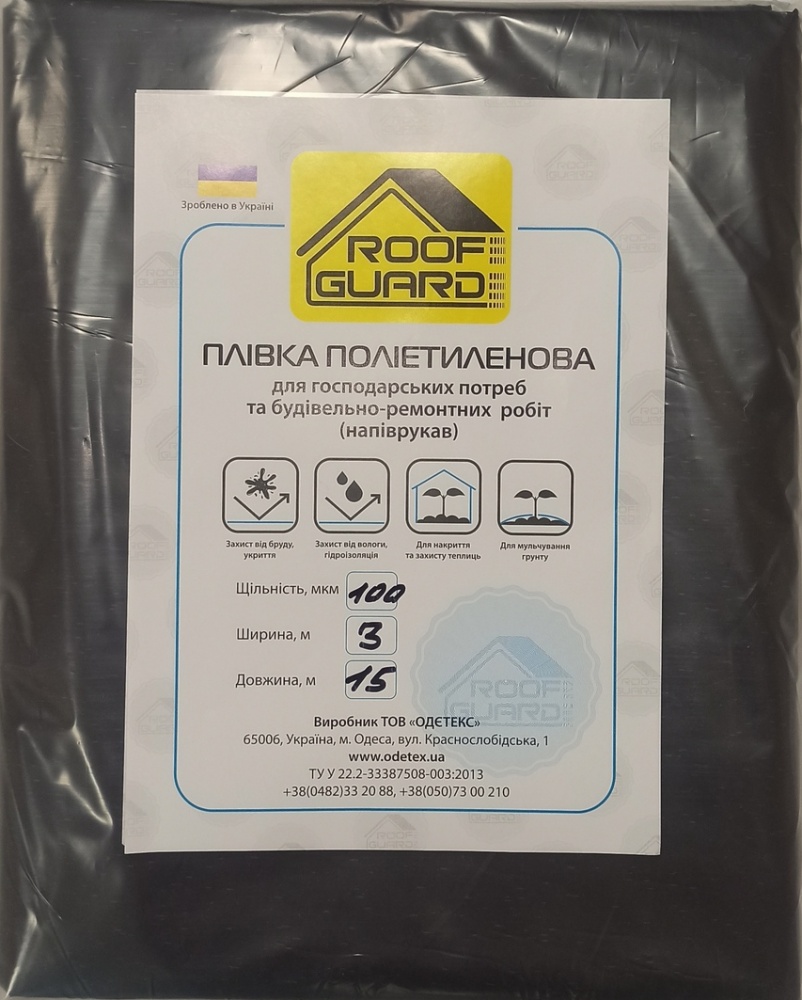 Зроблено в Україні
ROOF
GUARD
ПЛІВКА ПОЛІЕТИЛЕНОВА
для господарських потреб
та будівельно-ремонтних робіт
(напіврукав)
Захист від бруду,
укриття
Захист від вологи,
гідроізоляція
Для накриття
та захисту теплиць
Для мульчування
грунту
Щільність, мкм 100
Ширина, м 3
Довжина, м 15
ROOF
GUARD
Виробник ТОВ «ОДЄТЕКС»
65006, Україна, м. Одеса, вул. Краснослобідська, 1
www.odetex.ua
ТУ У 22.2-33387508-003:2013
+38(0482)33 20 88, +38(050)73 00 210